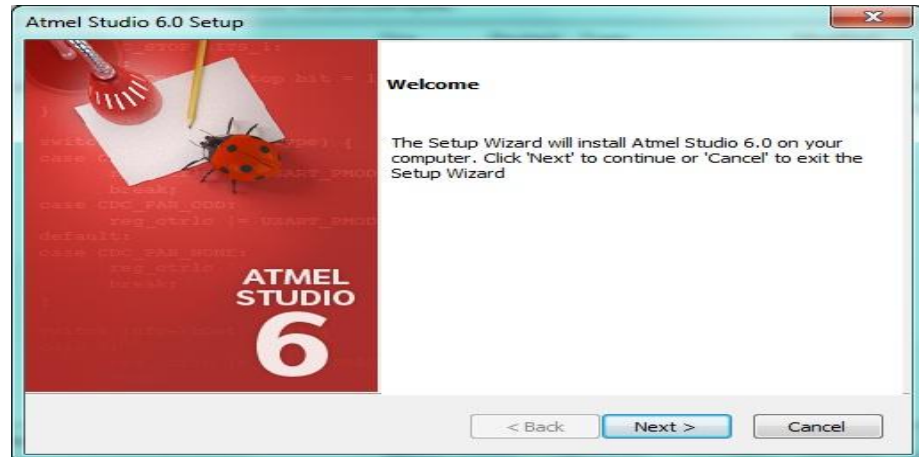 Atmel Studio 6.0 Setup
Welcome
The Setup Wizard will install Atmel Studio 6.0 on your
computer. Click 'Next' to continue or 'Cancel' to exit the
Setup Wizard
ATMEL
STUDIO
6
< Back
Next >
Cancel